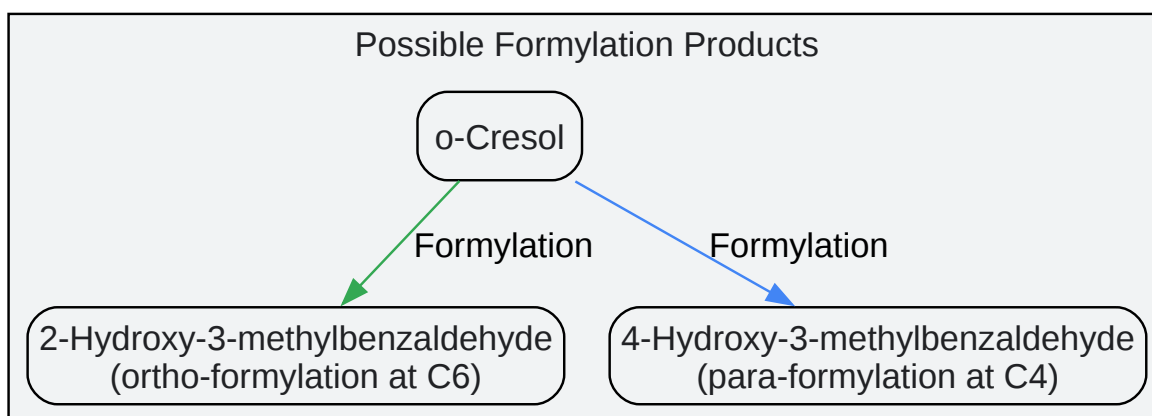 Possible Formylation Products
o-Cresol
Formylation
Formylation
2-Hydroxy-3-methylbenzaldehyde
(ortho-formylation at C6)
4-Hydroxy-3-methylbenzaldehyde
(para-formylation at C4)